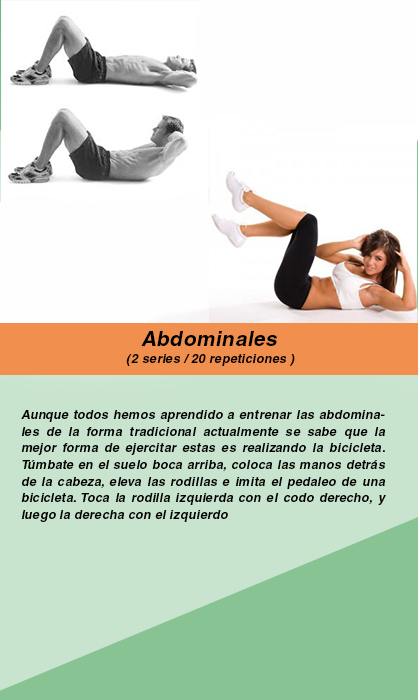 Abdominales
(2 series / 20 repeticiones )
Aunque todos hemos aprendido a entrenar las abdomina-
les de la forma tradicional actualmente se sabe que la
mejor forma de ejercitar estas es realizando la bicicleta.
Túmbate en el suelo boca arriba, coloca las manos detrás
de la cabeza, eleva las rodillas e imita el pedaleo de una
bicicleta. Toca la rodilla izquierda con el codo derecho, y
luego la derecha con el izquierdo